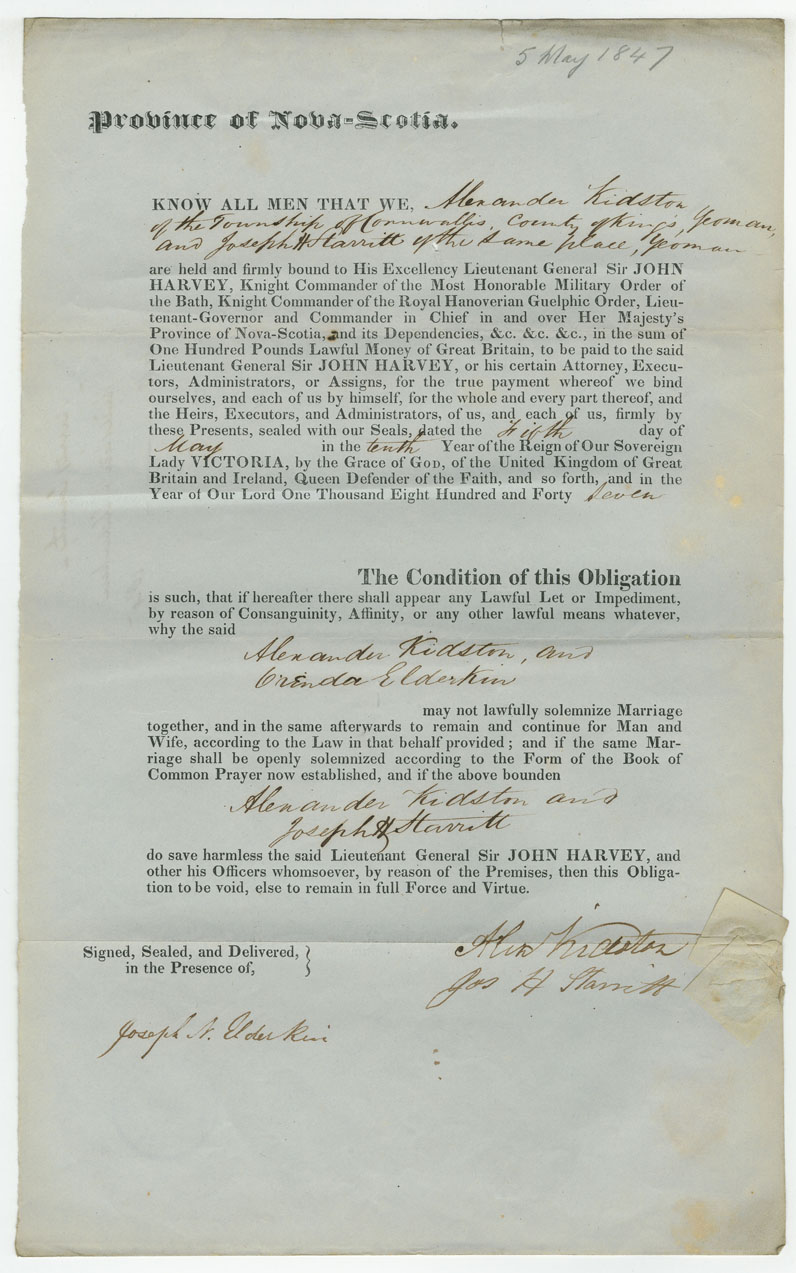 5 May 1847
Province of Nova-Scotia.
KNOW ALL MEN THAT WE, Alexander Kidston
of the Township of Cornwallis, County of Kings, Yeoman,
and Joseph H Starritt of the same place, Yeoman
are held and firmly bound to His Excellency Lieutenant General Sir JOHN
HARVEY, Knight Commander of the Most Honorable Military Order of
the Bath, Knight Commander of the Royal Hanoverian Guelphic Order, Lieu-
tenant-Governor and Commander in Chief in and over Her Majesty's
Province of Nova-Scotia, and its Dependencies, &c. &c. &c., in the sum of
One Hundred Pounds Lawful Money of Great Britain, to be paid to the said
Lieutenant General Sir JOHN HARVEY, or his certain Attorney, Execu-
tors, Administrators, or Assigns, for the true payment whereof we bind
ourselves, and each of us by himself, for the whole and every part thereof, and
the Heirs, Executors, and Administrators, of us, and each of us, firmly by
these Presents, sealed with our Seals, dated the Fifth day of
May in the tenth Year of the Reign of Our Sovereign
Lady VICTORIA, by the Grace of GOD, of the United Kingdom of Great
Britain and Ireland, Queen Defender of the Faith, and so forth, and in the
Year of Our Lord One Thousand Eight Hundred and Forty Seven
The Condition of this Obligation
is such, that if hereafter there shall appear any Lawful Let or Impediment,
by reason of Consanguinity, Affinity, or any other lawful means whatever,
why the said
Alexander Kidston, and
Orinda Elderkin
may not lawfully solemnize Marriage
together, and in the same afterwards to remain and continue for Man and
Wife, according to the Law in that behalf provided ; and if the same Mar-
riage shall be openly solemnized according to the Form of the Book of
Common Prayer now established, and if the above bounden
Alexander Kidston and
Joseph H Starritt
do save harmless the said Lieutenant General Sir JOHN HARVEY, and
other his Officers whomsoever, by reason of the Premises, then this Obliga-
tion to be void, else to remain in full Force and Virtue.
Signed, Sealed, and Delivered,
in the Presence of,
Alex Kidston
Jos H Starritt
Joseph N. Elderkin